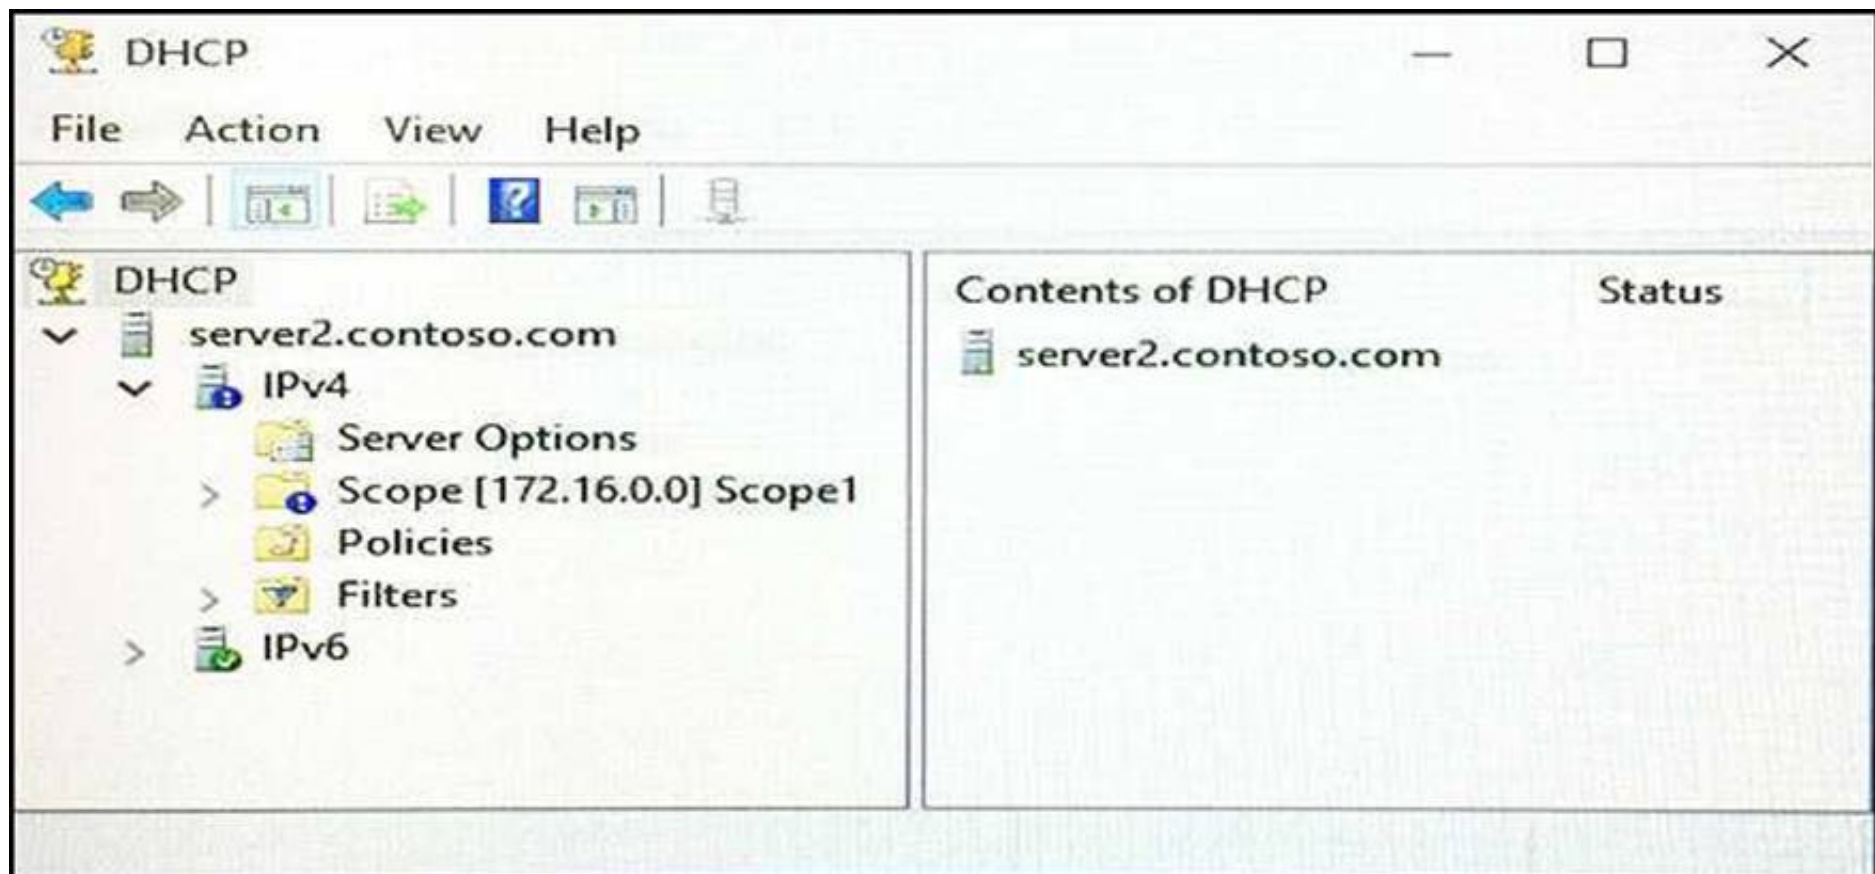 DHCP
File Action View Help
DHCP
server2.contoso.com
IPv4
Server Options
Scope [172.16.0.0] Scope1
Policies
Filters
IPv6
Contents of DHCP Status
server2.contoso.com